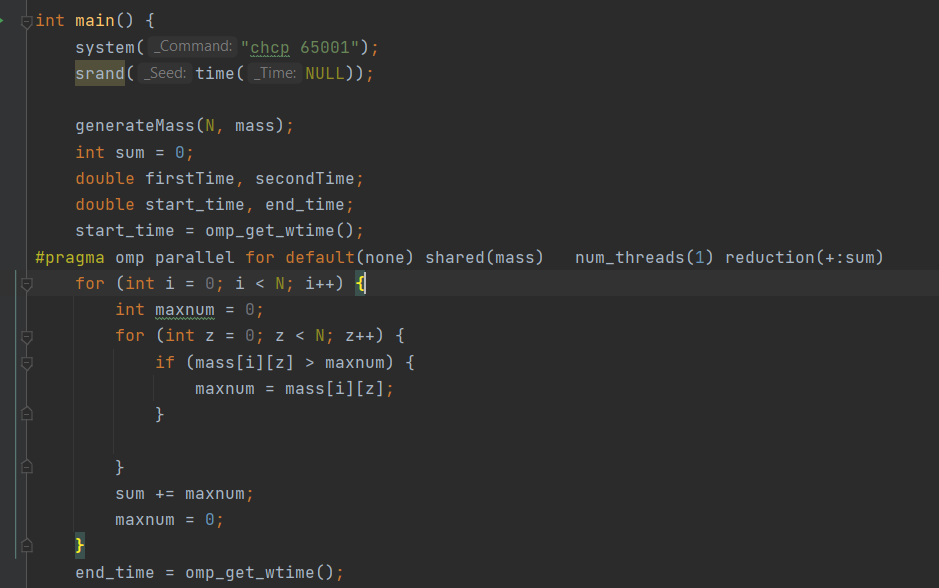 int main() {
    system( _Command: "chcp 65001");
    srand( _Seed: time( _Time: NULL));

    generateMass(N, mass);
    int sum = 0;
    double firstTime, secondTime;
    double start_time, end_time;
    start_time = omp_get_wtime();
#pragma omp parallel for default(none) shared(mass)   num_threads(1) reduction(+:sum)
    for (int i = 0; i < N; i++) {
        int maxnum = 0;
        for (int z = 0; z < N; z++) {
            if (mass[i][z] > maxnum) {
                maxnum = mass[i][z];
            }

        }
        sum += maxnum;
        maxnum = 0;
    }
    end_time = omp_get_wtime();